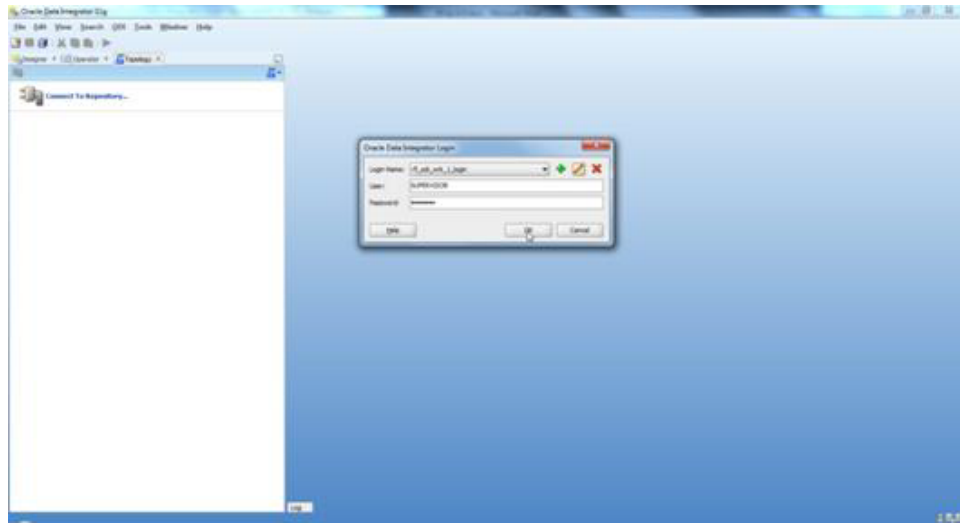 Oracle Data Integrator 11g
File Edit View Search ODI Tools Window Help
Designer Operator Topology
Connect To Repository...
Oracle Data Integrator Login
Login Name:
User: SUPERVISOR
Password: ********
Help OK Cancel
Log